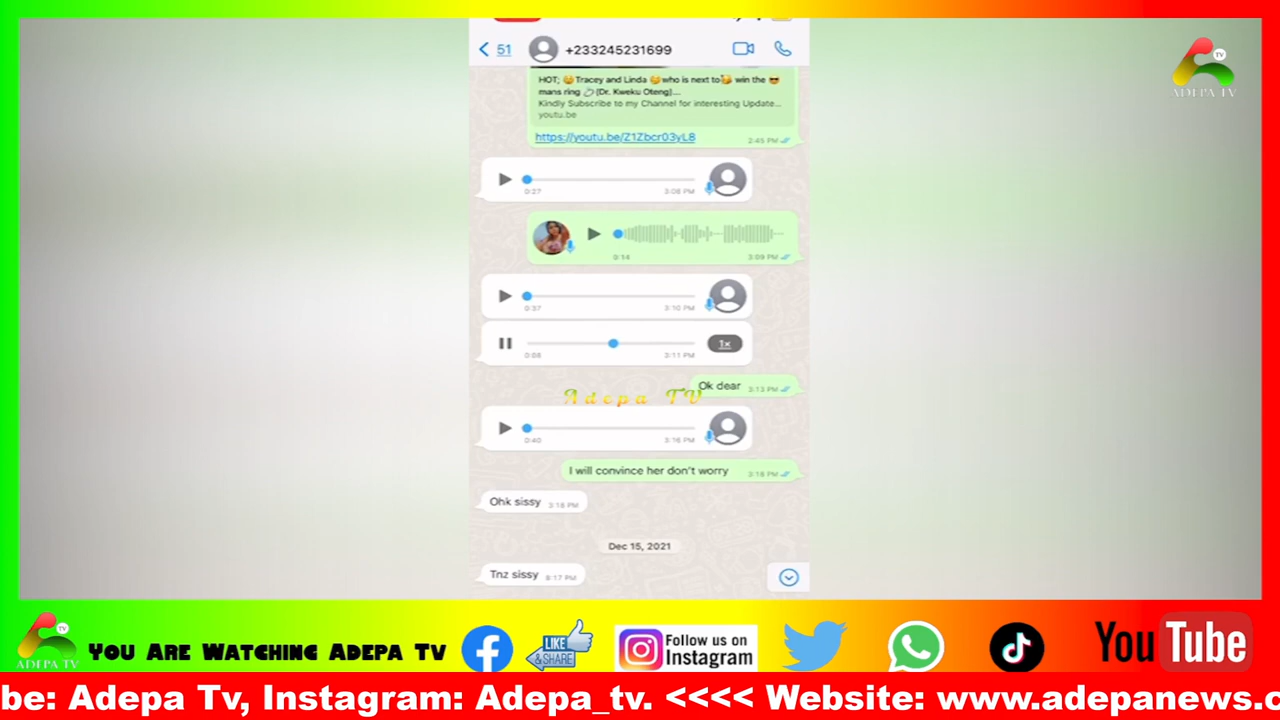 51
+233245231699
HOT; 😊Tracey and Linda 😊who is next to win the 😎
mans ring 💍(Dr. Kweku Oteng)....
Kindly Subscribe to my Channel for interesting Update...
youtu.be
https://youtu.be/Z1Zbcr03yL8
2:45 PM
0:27
3:08 PM
0:14
3:09 PM
0:37
3:10 PM
1x
0:08
3:11 PM
Ok dear 3:13 PM
Adepa TV
0:40
3:16 PM
I will convince her don't worry 3:18 PM
Ohk sissy 3:18 PM
Dec 15, 2021
Tnz sissy 8:17 PM
TV
ADEPA TV
TV
ADEPA TV
You Are Watching Adepa Tv
LIKE
& SHARE
Follow us on
Instagram
YouTube
be: Adepa Tv, Instagram: Adepa_tv. <<<< Website: www.adepanews.c